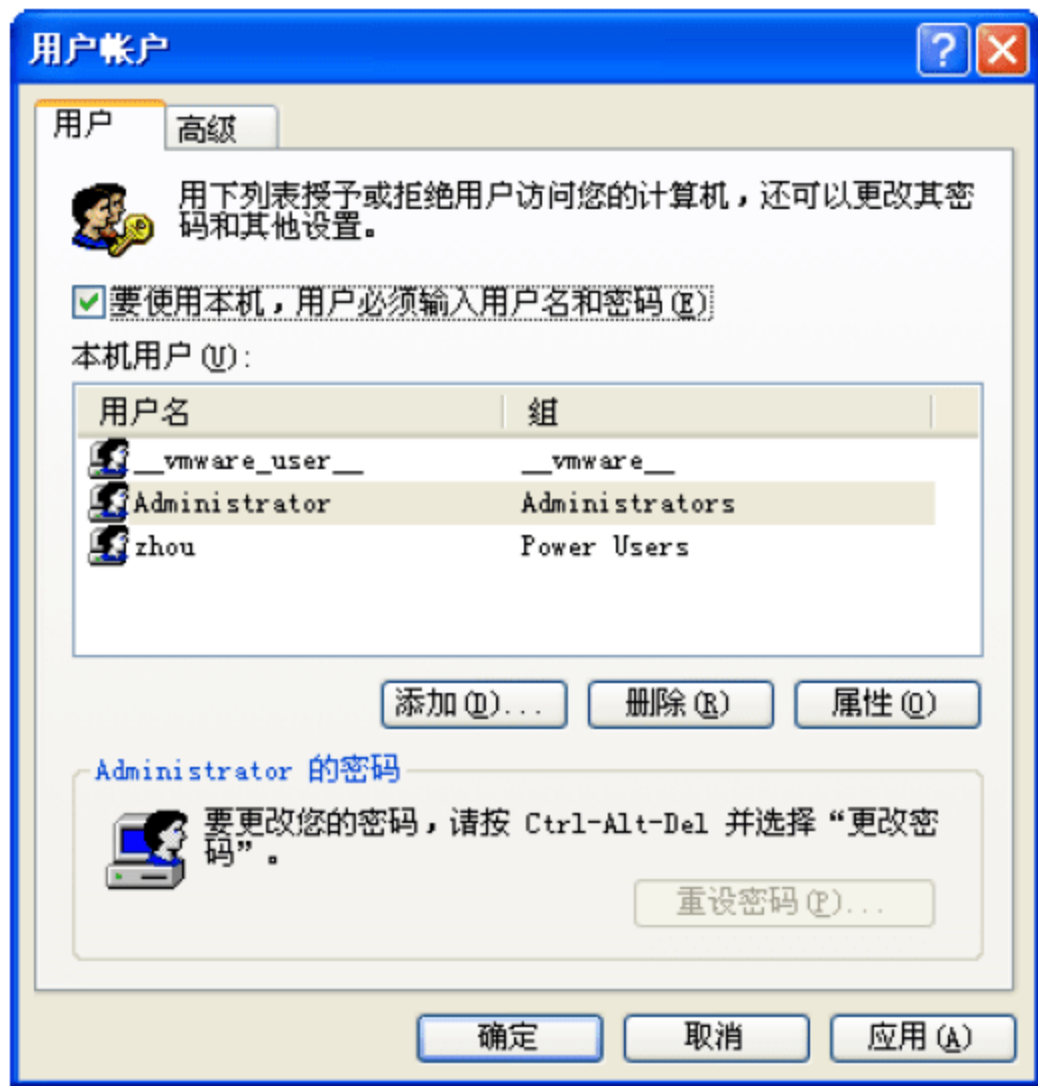 用户帐户
用户 高级
用下列表授予或拒绝用户访问您的计算机，还可以更改其密
码和其他设置。
要使用本机，用户必须输入用户名和密码(E)
本机用户(U):
用户名 组
__vmware_user__ __vmware__
Administrator Administrators
zhou Power Users
添加(D)... 删除(R) 属性(O)
Administrator 的密码
要更改您的密码，请按 Ctrl-Alt-Del 并选择“更改密
码”。
重设密码(P)...
确定 取消 应用(A)